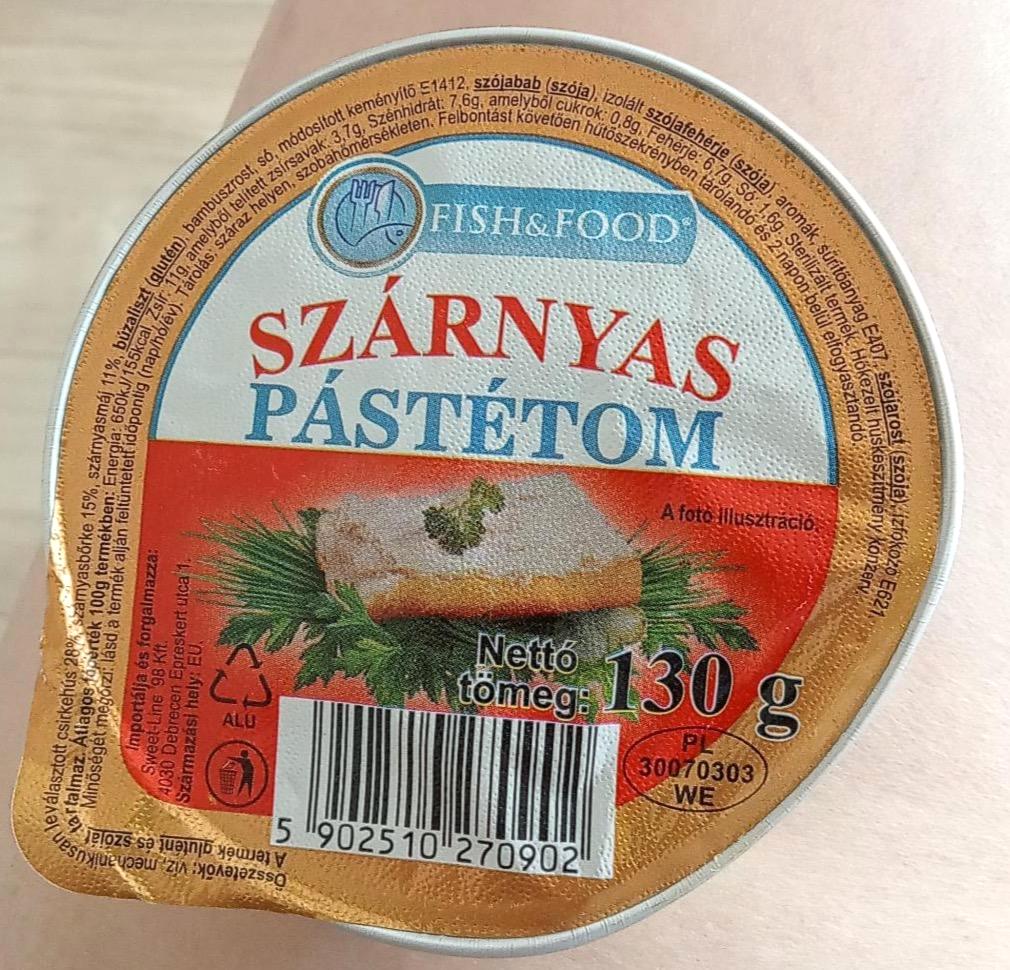 Összetevők: víz, mechanikusan leválasztott csirkehús 28%, szárnyasbőrke 15%, szárnyasmáj 11%, búzaliszt (glutén), bambuszrost, só, módosított keményítő E1412, szójabab (szója), izolált szójafehérje (szója), aromák, sűrítőanyag E407, szójarost (szója), ízfokozó E621,
A termék glutént és szóját tartalmaz. Átlagos tápérték 100g termékben: Energia: 650kJ/155kcal, Zsír: 11g, amelyből telített zsírsavak: 3,7g, Szénhidrát: 7,6g, amelyből cukrok: 0,8g, Fehérje: 6,7g, Só: 1,6g. Sterilizált termék. Hőkezelt húskészítmény konzerv.
Minőségét megőrzi: lásd a termék alján feltüntetett időpontig (nap/hó/év). Tárolás száraz helyen, szobahőmérsékleten. Felbontást követően hűtőszekrényben tárolandó és 2 napon belül elfogyasztandó.
FISH&FOOD®
SZÁRNYAS
PÁSTÉTOM
A fotó illusztráció.
Importálja és forgalmazza:
Sweet-Line 98 Kft.
4030 Debrecen Epreskert utca 1.
Származási hely: EU.
ALU
Nettó
tömeg: 130 g
PL
30070303
WE
5 902510 270902